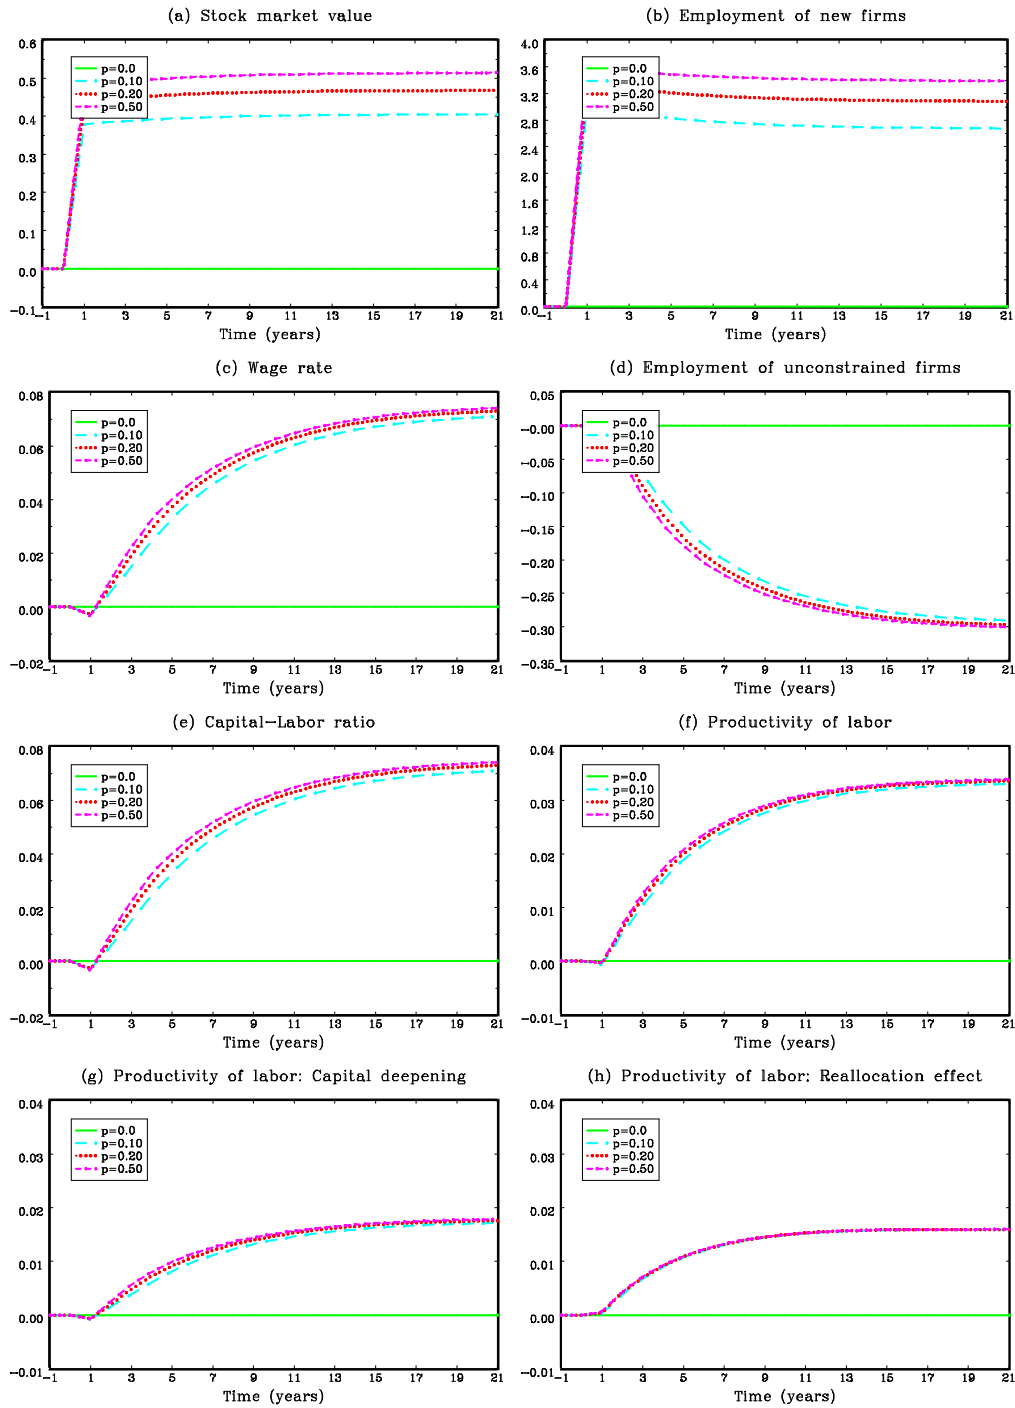 (a) Stock market value
0.6
0.5
0.4
0.3
0.2
0.1
0.0
-0.1
p=0.0
p=0.10
p=0.20
p=0.50
-1 1 3 5 7 9 11 13 15 17 19 21
Time (years)
(b) Employment of new firms
4.0
3.6
3.2
2.8
2.4
2.0
1.6
1.2
0.8
0.4
0.0
p=0.0
p=0.10
p=0.20
p=0.50
-1 1 3 5 7 9 11 13 15 17 19 21
Time (years)
(c) Wage rate
0.08
0.06
0.04
0.02
0.00
-0.02
p=0.0
p=0.10
p=0.20
p=0.50
-1 1 3 5 7 9 11 13 15 17 19 21
Time (years)
(d) Employment of unconstrained firms
0.05
-0.00
-0.05
-0.10
-0.15
-0.20
-0.25
-0.30
-0.35
p=0.0
p=0.10
p=0.20
p=0.50
-1 1 3 5 7 9 11 13 15 17 19 21
Time (years)
(e) Capital-Labor ratio
0.08
0.06
0.04
0.02
0.00
-0.02
p=0.0
p=0.10
p=0.20
p=0.50
-1 1 3 5 7 9 11 13 15 17 19 21
Time (years)
(f) Productivity of labor
0.04
0.03
0.02
0.01
0.00
-0.01
p=0.0
p=0.10
p=0.20
p=0.50
-1 1 3 5 7 9 11 13 15 17 19 21
Time (years)
(g) Productivity of labor: Capital deepening
0.04
0.03
0.02
0.01
0.00
-0.01
p=0.0
p=0.10
p=0.20
p=0.50
-1 1 3 5 7 9 11 13 15 17 19 21
Time (years)
(h) Productivity of labor: Reallocation effect
0.04
0.03
0.02
0.01
0.00
-0.01
p=0.0
p=0.10
p=0.20
p=0.50
-1 1 3 5 7 9 11 13 15 17 19 21
Time (years)